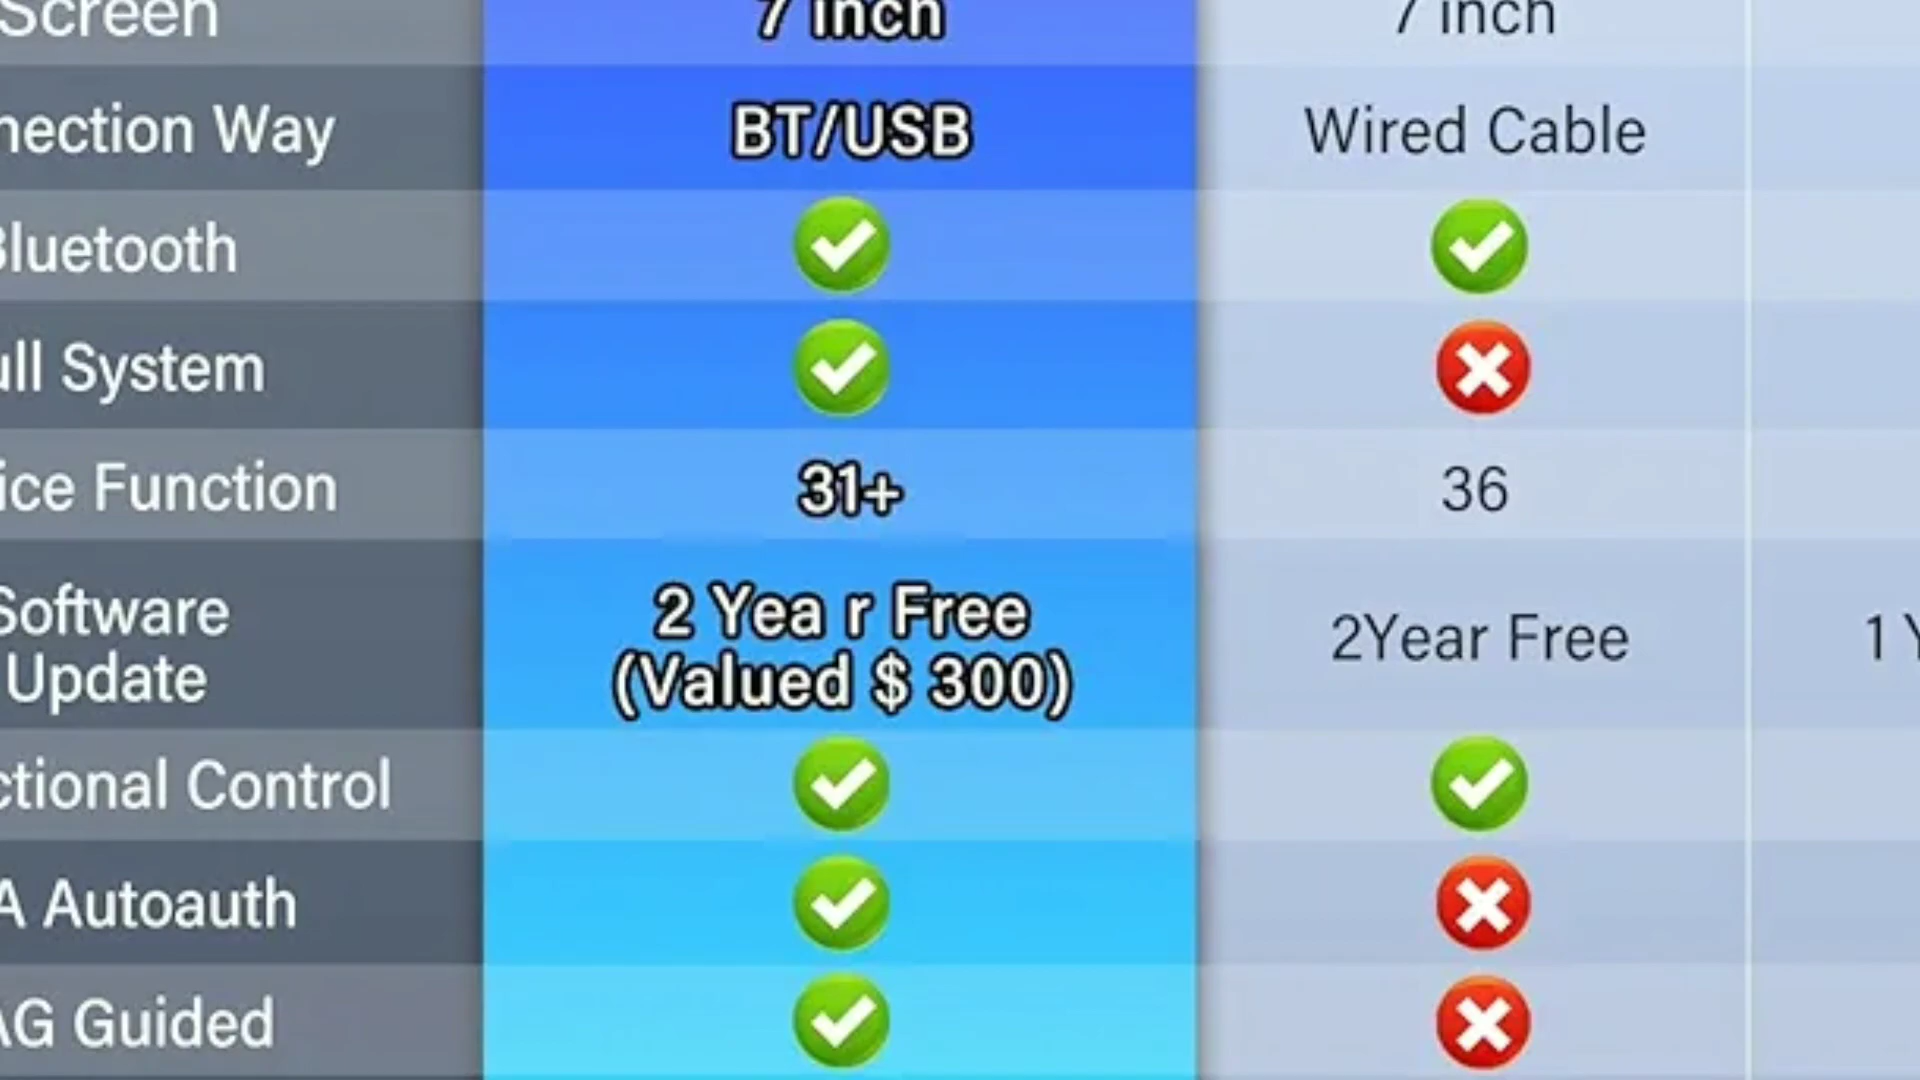 Screen 7 inch 7 inch
nection Way BT/USB Wired Cable
Bluetooth
ull System
ice Function 31+ 36
Software
Update
2 Yea r Free
(Valued $ 300)
2Year Free
1 Y
ctional Control
A Autoauth
AG Guided